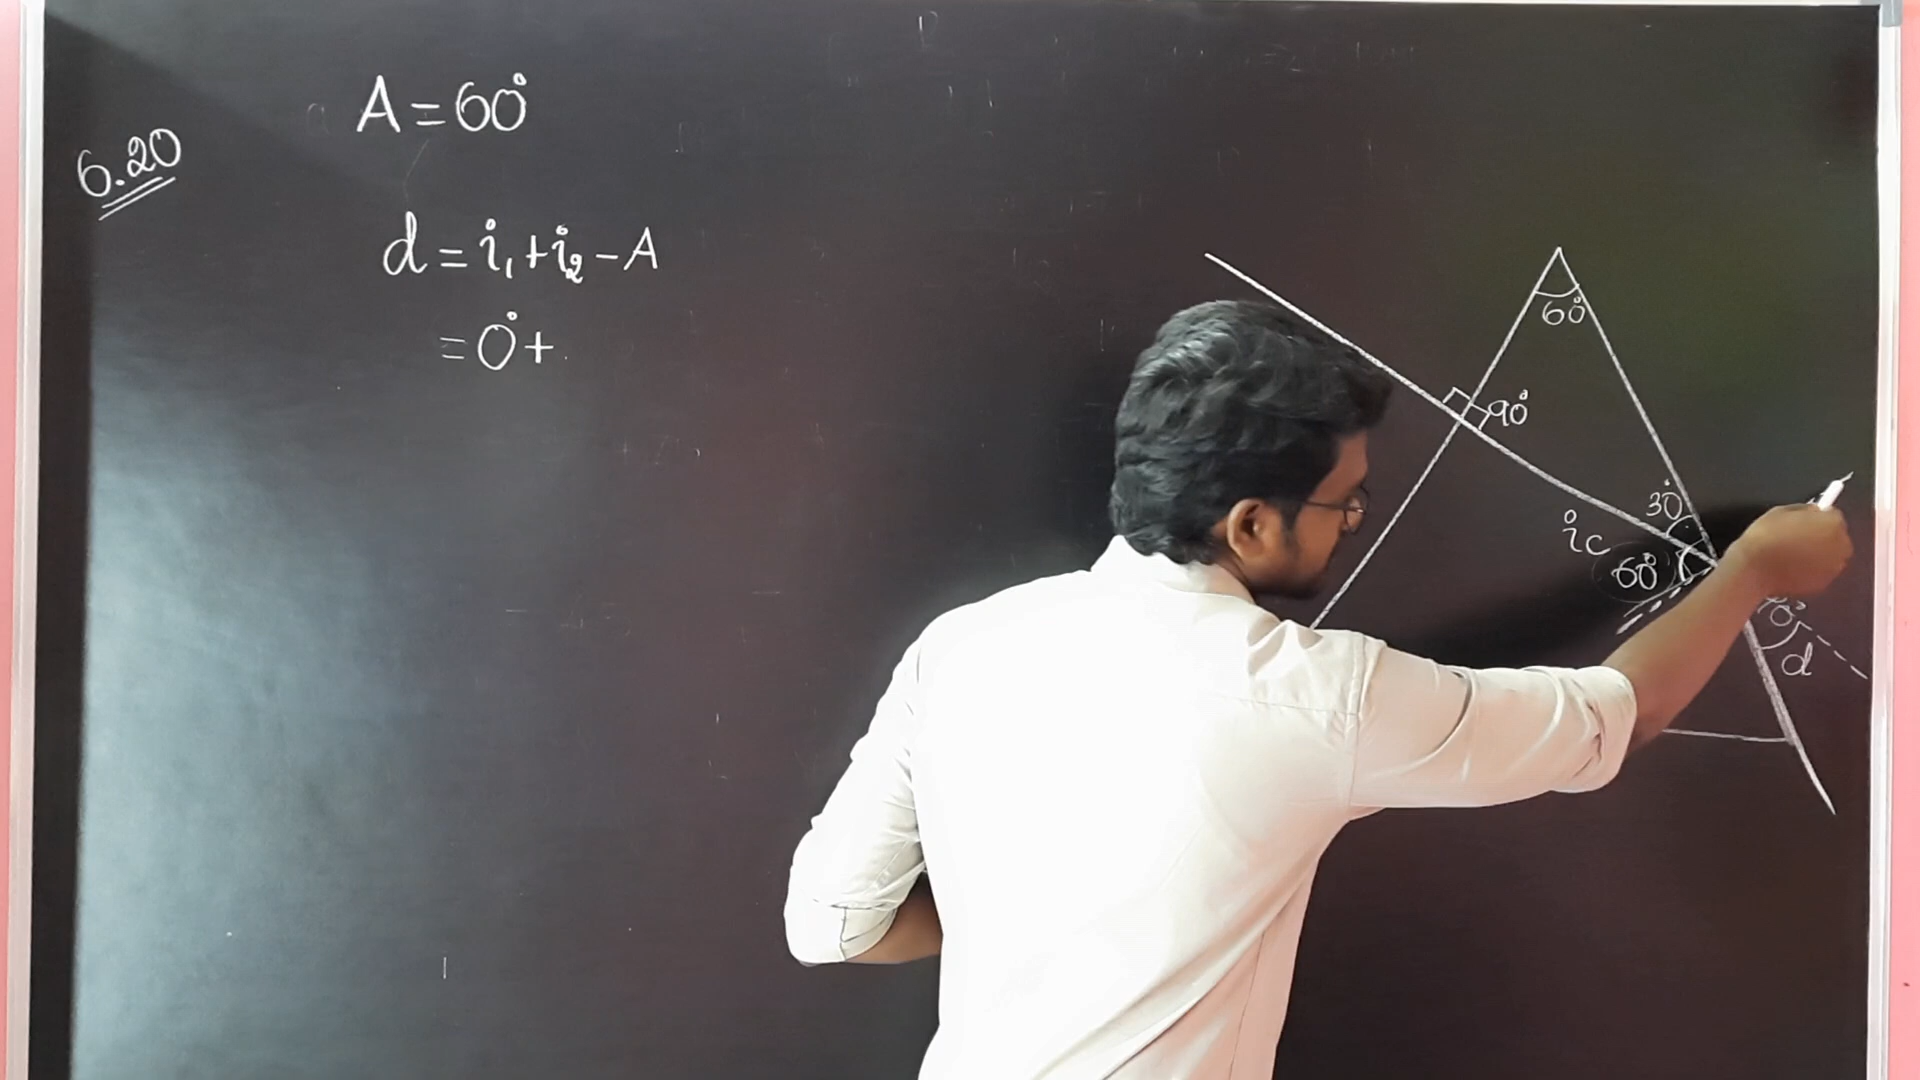 A = 60°
6.20
d = i₁ + i₂ - A
= 0° +
60°
90°
30°
ic
60°
d